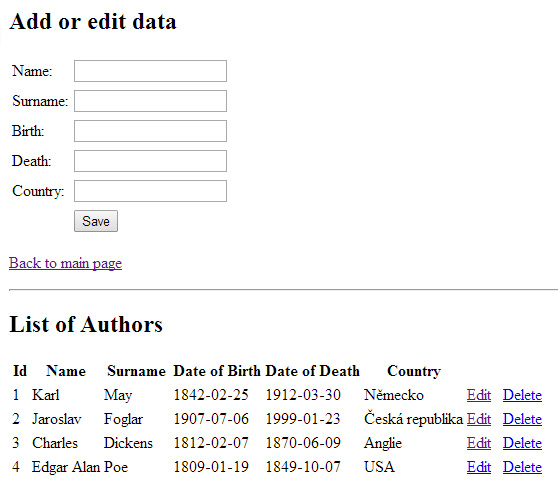 Add or edit data
Name:
Surname:
Birth:
Death:
Country:
Save
Back to main page
List of Authors
Id Name Surname Date of Birth Date of Death Country
1 Karl May 1842-02-25 1912-03-30 Německo Edit Delete
2 Jaroslav Foglar 1907-07-06 1999-01-23 Česká republika Edit Delete
3 Charles Dickens 1812-02-07 1870-06-09 Anglie Edit Delete
4 Edgar Alan Poe 1809-01-19 1849-10-07 USA Edit Delete